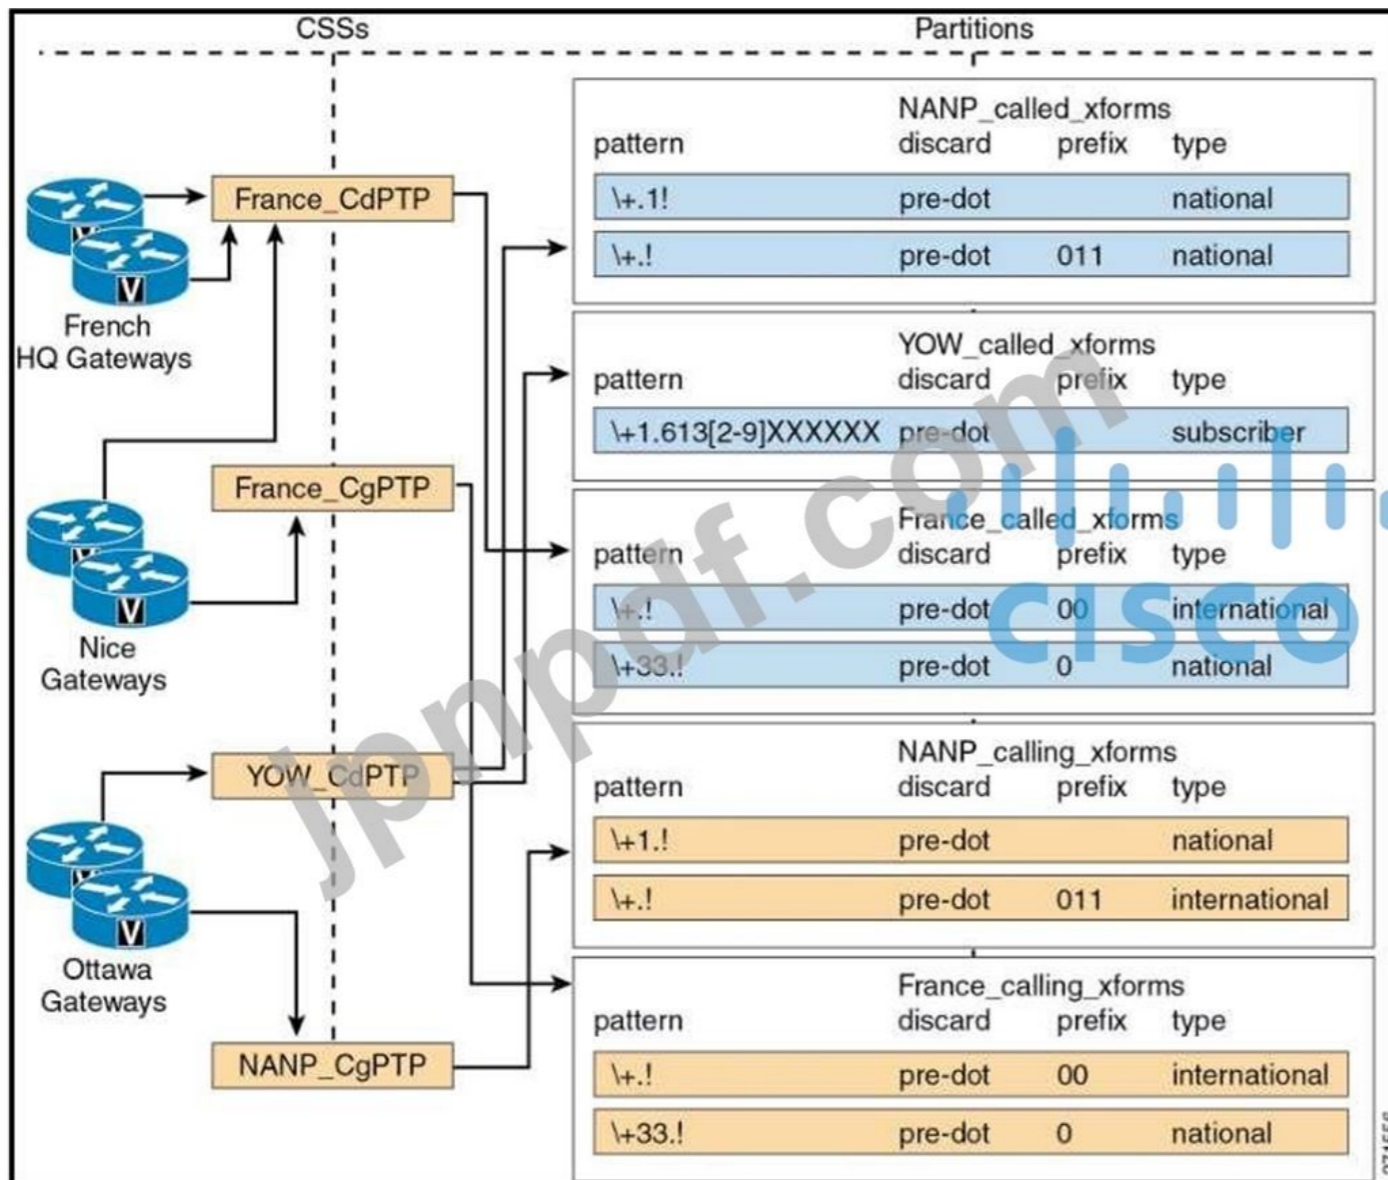 CSSs Partitions
NANP_called_xforms
pattern discard prefix type
\+.1! pre-dot national
\+.! pre-dot 011 national
France_CdPTP
V
V
French
HQ Gateways
YOW_called_xforms
pattern discard prefix type
\+1.613[2-9]XXXXXX pre-dot subscriber
France_CgPTP
France_called_xforms
pattern discard prefix type
\+.! pre-dot 00 international
\+33.! pre-dot 0 national
V
V
Nice
Gateways
YOW_CdPTP
NANP_calling_xforms
pattern discard prefix type
\+1.! pre-dot national
\+.! pre-dot 011 international
V
V
Ottawa
Gateways
NANP_CgPTP
France_calling_xforms
pattern discard prefix type
\+.! pre-dot 00 international
\+33.! pre-dot 0 national
jpnpdf.com
CISCO